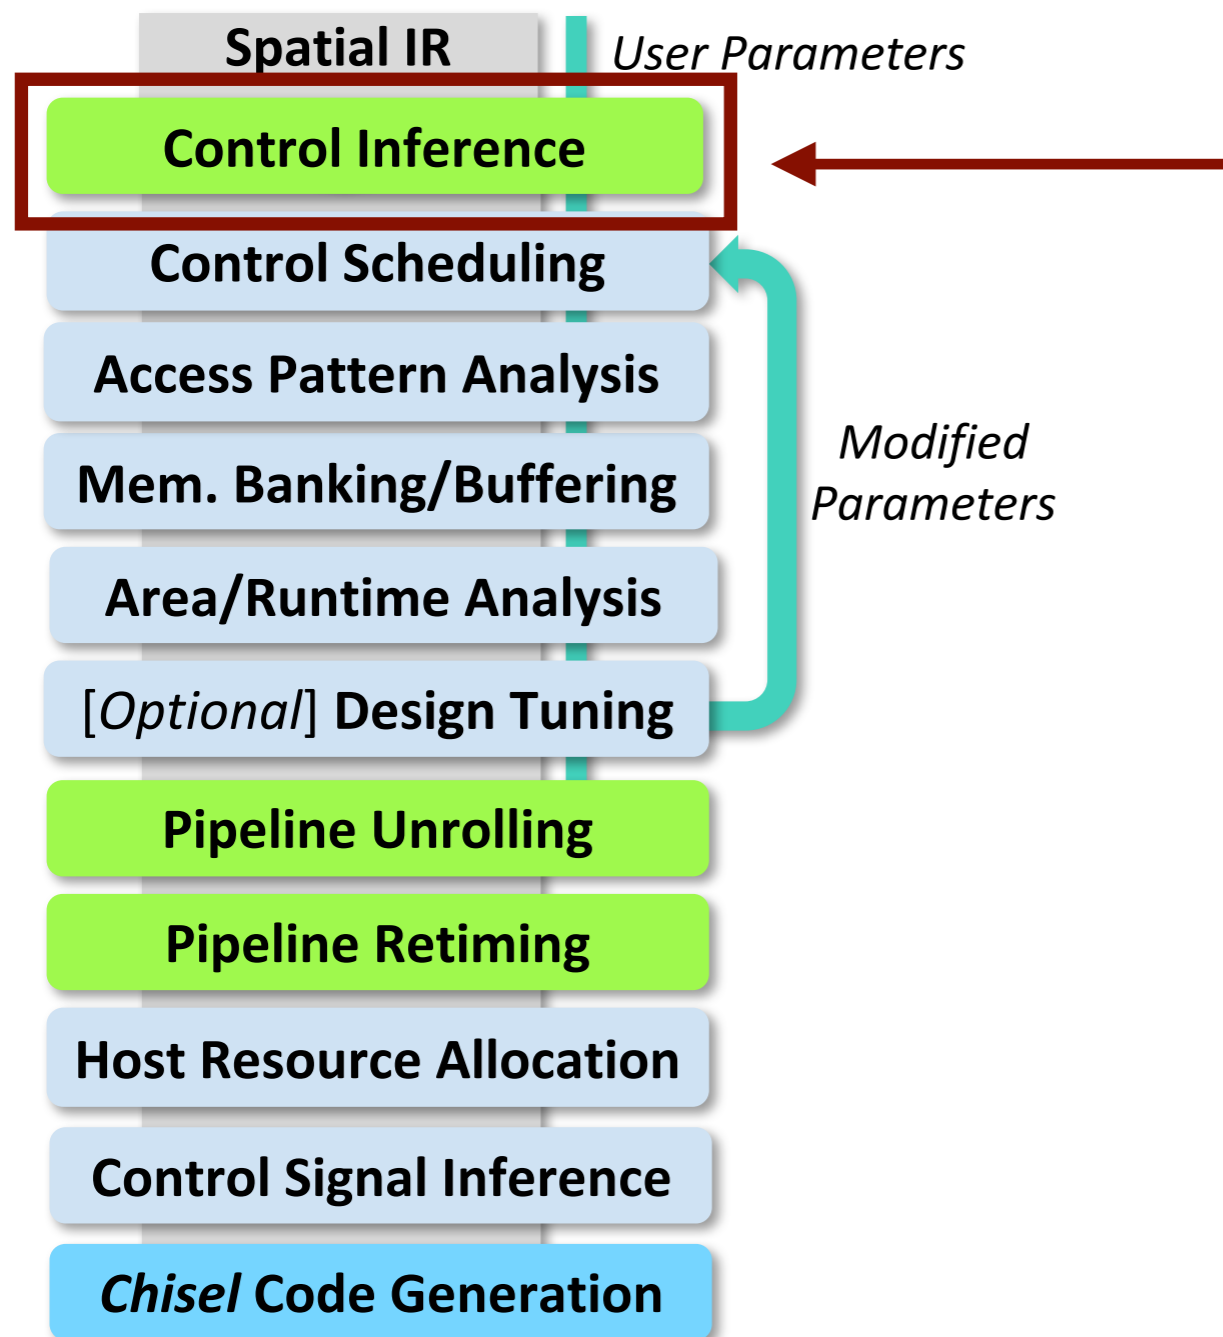 Spatial IR
User Parameters
Control Inference
Control Scheduling
Access Pattern Analysis
Modified
Parameters
Mem. Banking/Buffering
Area/Runtime Analysis
[Optional] Design Tuning
Pipeline Unrolling
Pipeline Retiming
Host Resource Allocation
Control Signal Inference
Chisel Code Generation